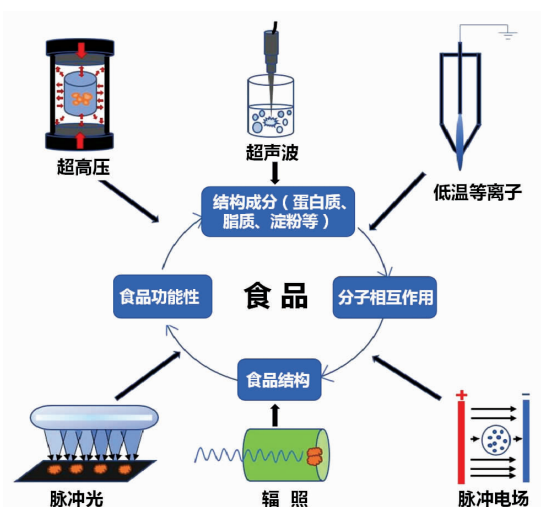 超高压
超声波
低温等离子
结构成分（蛋白质、
脂质、淀粉等）
食品功能性
食 品
分子相互作用
食品结构
+
−
脉冲光
辐 照
脉冲电场